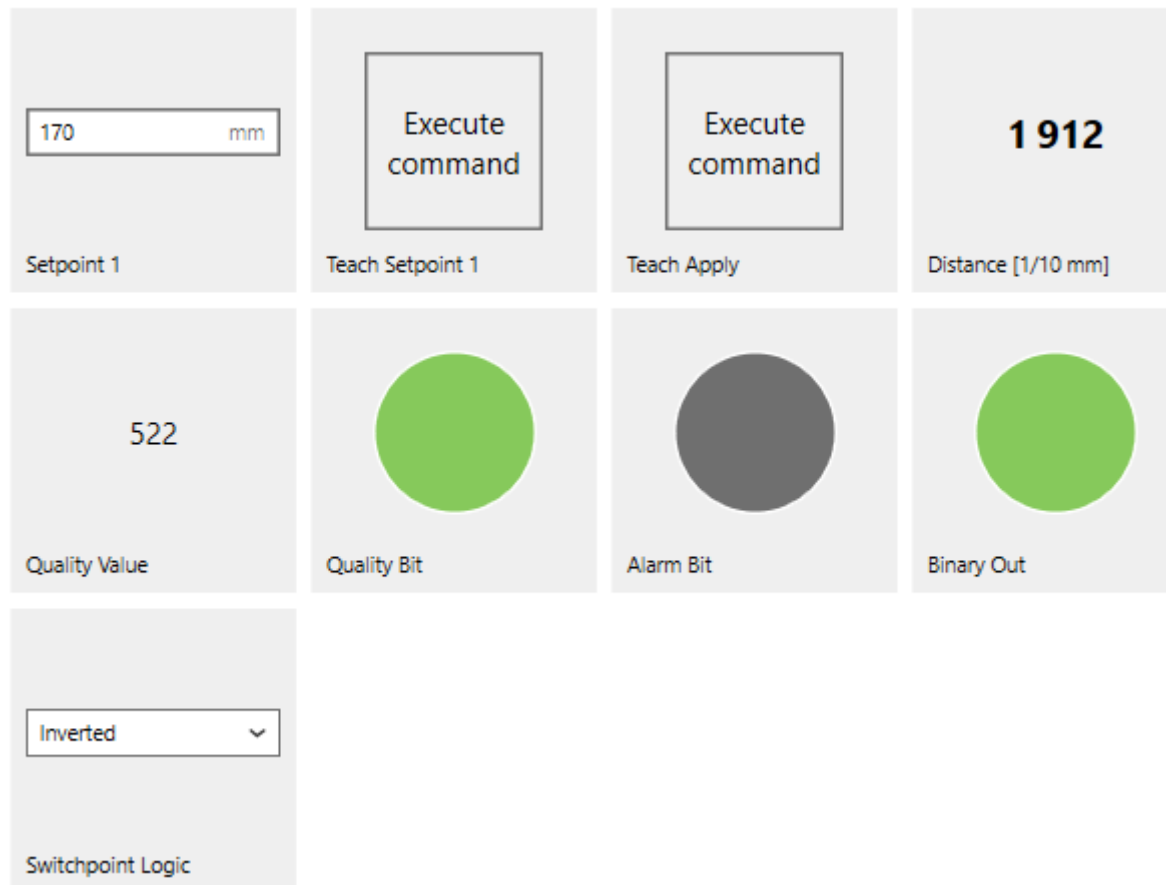 170 mm
Setpoint 1
Execute
command
Teach Setpoint 1
Execute
command
Teach Apply
1 912
Distance [1/10 mm]
522
Quality Value
Quality Bit
Alarm Bit
Binary Out
Inverted
Switchpoint Logic